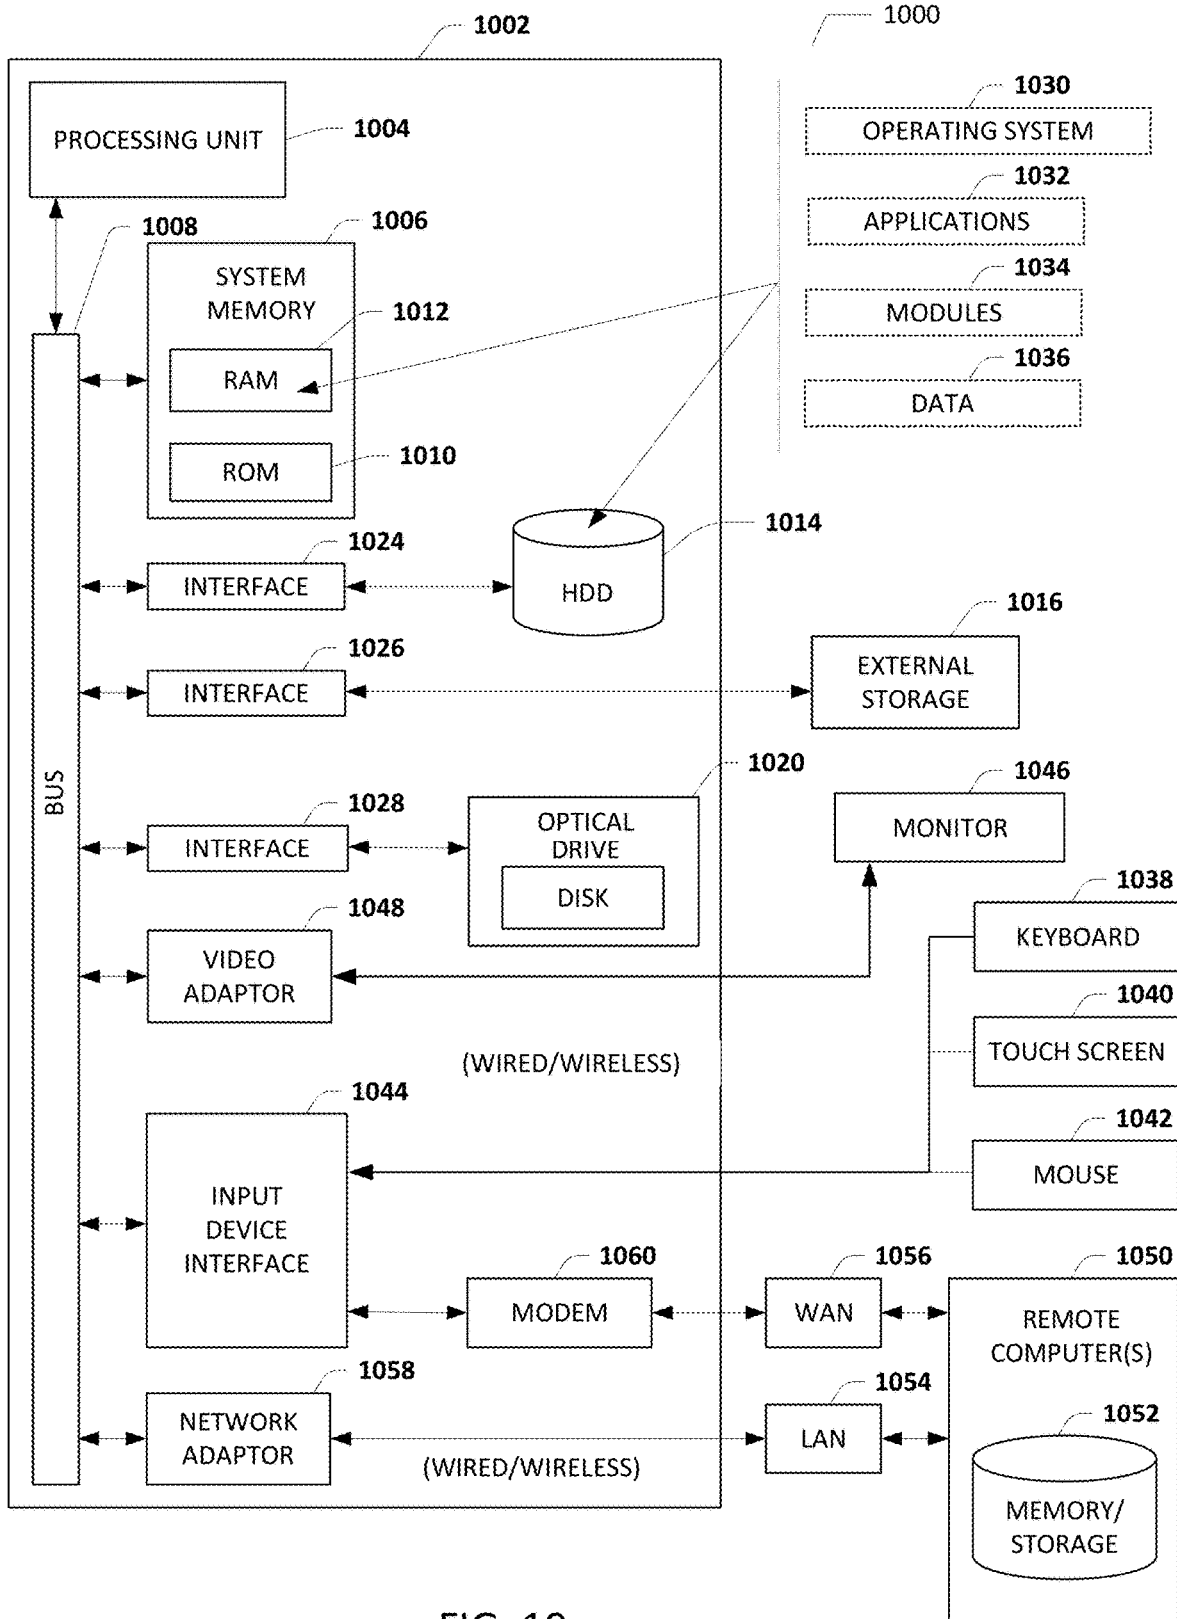 1002
1000
PROCESSING UNIT
1004
1030
OPERATING SYSTEM
1032
APPLICATIONS
1034
MODULES
1036
DATA
1008
1006
SYSTEM
MEMORY
1012
RAM
1010
ROM
1024
INTERFACE
1014
HDD
1026
INTERFACE
1016
EXTERNAL
STORAGE
BUS
1028
INTERFACE
1020
OPTICAL
DRIVE
DISK
1046
MONITOR
1048
VIDEO
ADAPTOR
1038
KEYBOARD
1040
TOUCH SCREEN
1042
MOUSE
(WIRED/WIRELESS)
1044
INPUT
DEVICE
INTERFACE
1060
MODEM
1056
WAN
1050
REMOTE
COMPUTER(S)
1058
NETWORK
ADAPTOR
(WIRED/WIRELESS)
1054
LAN
1052
MEMORY/
STORAGE
FIG. 10